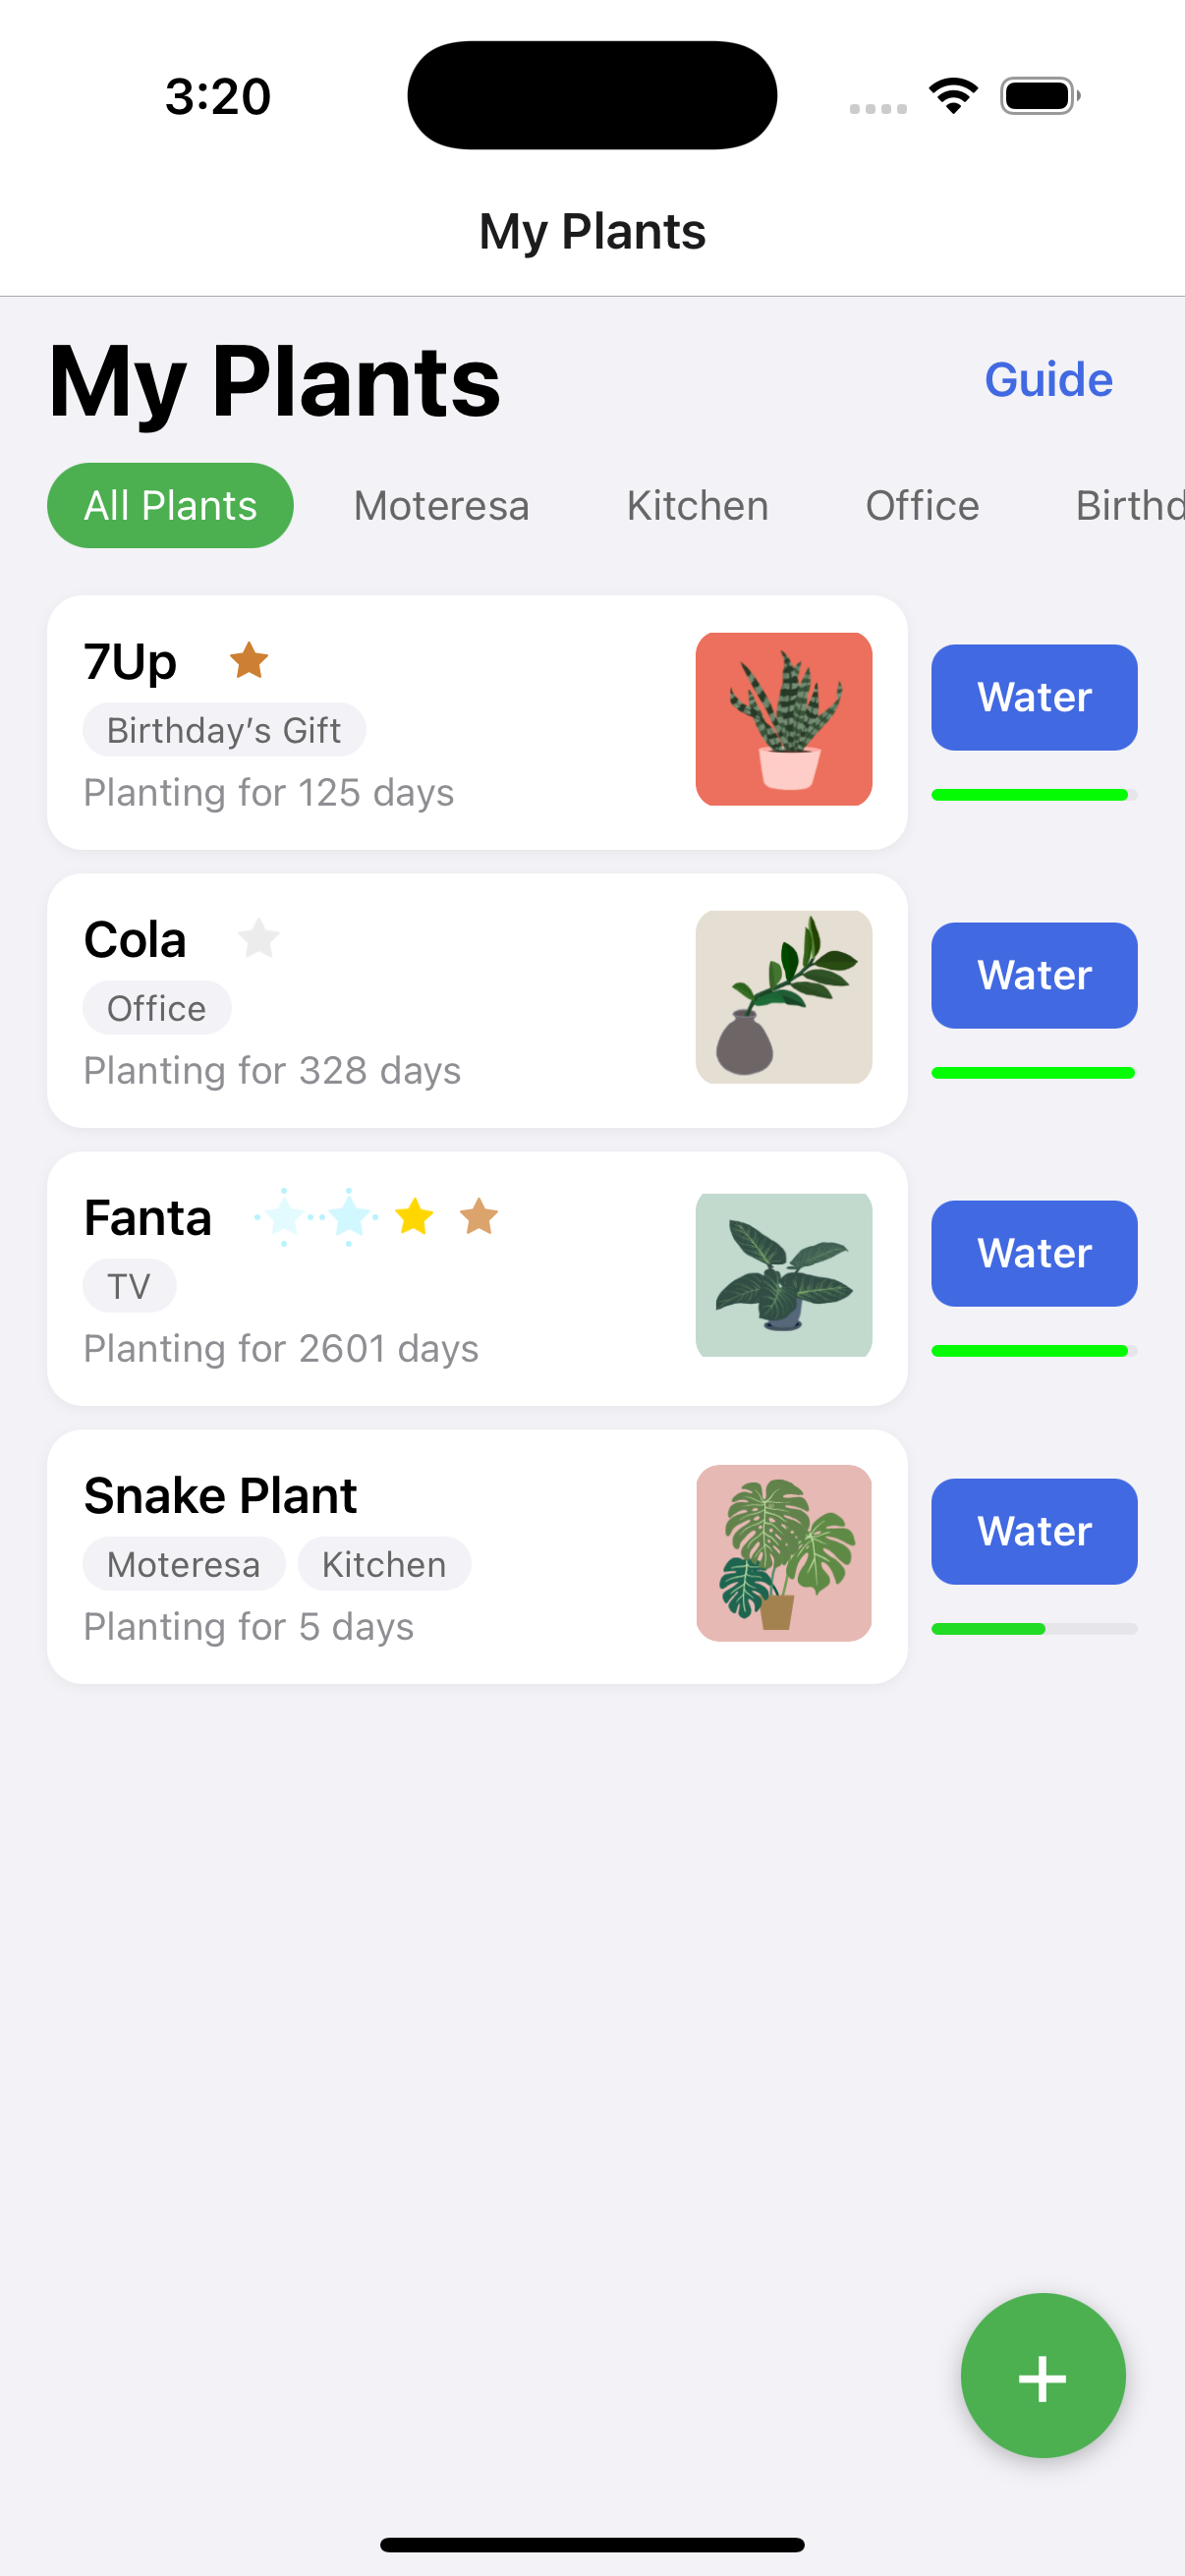 3:20
My Plants
My Plants
Guide
All Plants Moteresa Kitchen Office Birthd
7Up
Birthday’s Gift
Planting for 125 days
Water
Cola
Office
Planting for 328 days
Water
Fanta
TV
Planting for 2601 days
Water
Snake Plant
Moteresa Kitchen
Planting for 5 days
Water
+